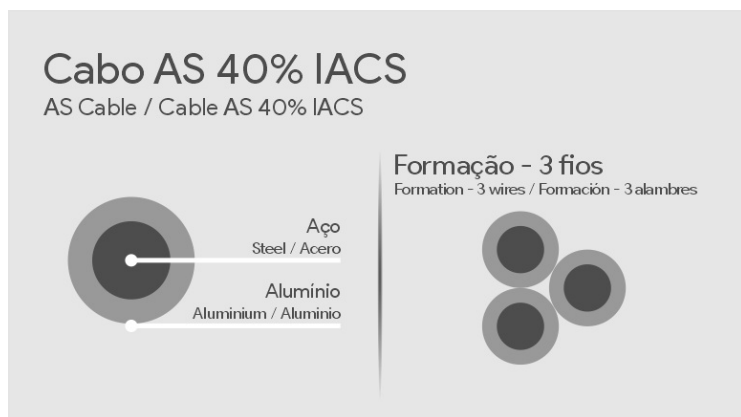 Cabo AS 40% IACS
AS Cable / Cable AS 40% IACS
Aço
Steel / Acero
Alumínio
Aluminium / Aluminio
Formação - 3 fios
Formation - 3 wires / Formación - 3 alambres